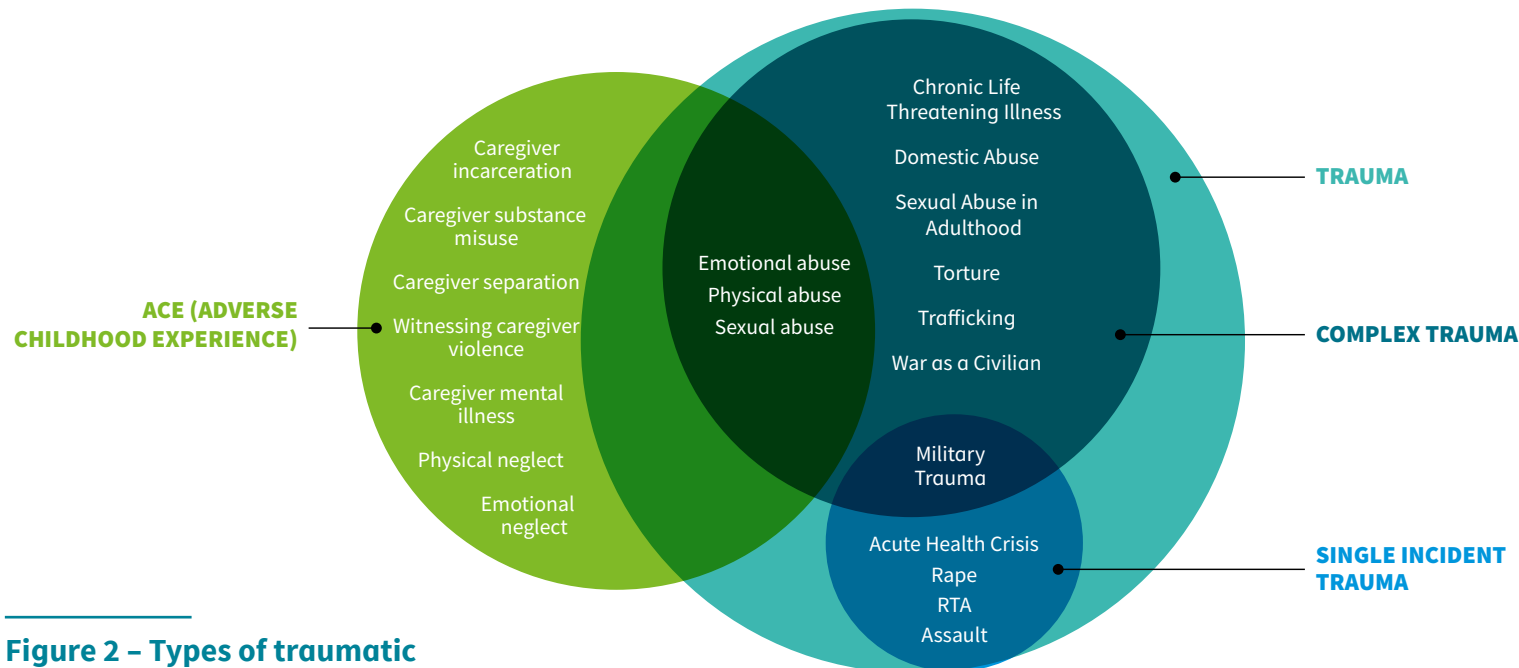 ACE (ADVERSE
CHILDHOOD EXPERIENCE)
Caregiver
incarceration
Caregiver substance
misuse
Caregiver separation
Witnessing caregiver
violence
Caregiver mental
illness
Physical neglect
Emotional
neglect
Emotional abuse
Physical abuse
Sexual abuse
Chronic Life
Threatening Illness
Domestic Abuse
Sexual Abuse in
Adulthood
Torture
Trafficking
War as a Civilian
Military
Trauma
Acute Health Crisis
Rape
RTA
Assault
TRAUMA
COMPLEX TRAUMA
SINGLE INCIDENT
TRAUMA
Figure 2 – Types of traumatic